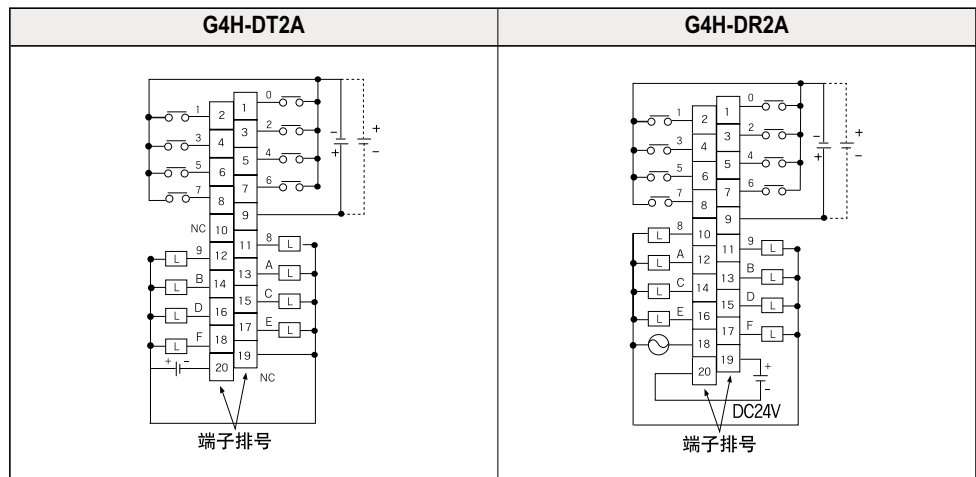 G4H-DT2A
G4H-DR2A
0
1
2
1
2
3
3
4
4
5
5
6
6
7
7
8
- +
+ -
9
NC
10
8
L
11
9
L
12
A
L
13
B
L
14
C
L
15
D
L
16
E
L
17
F
L
18
19
+ -
20
NC
端子排号
0
1
1
2
2
3
3
4
4
5
5
6
6
7
7
8
- +
+ -
9
8
L
10
9
L
11
A
L
12
B
L
13
C
L
14
D
L
15
E
L
16
F
L
17
18
19
+
-
20
DC24V
端子排号